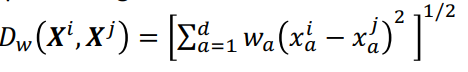 D_w(X^i, X^j) = [∑_{a=1}^{d} w_a(x_a^i − x_a^j)^2]^{1/2}